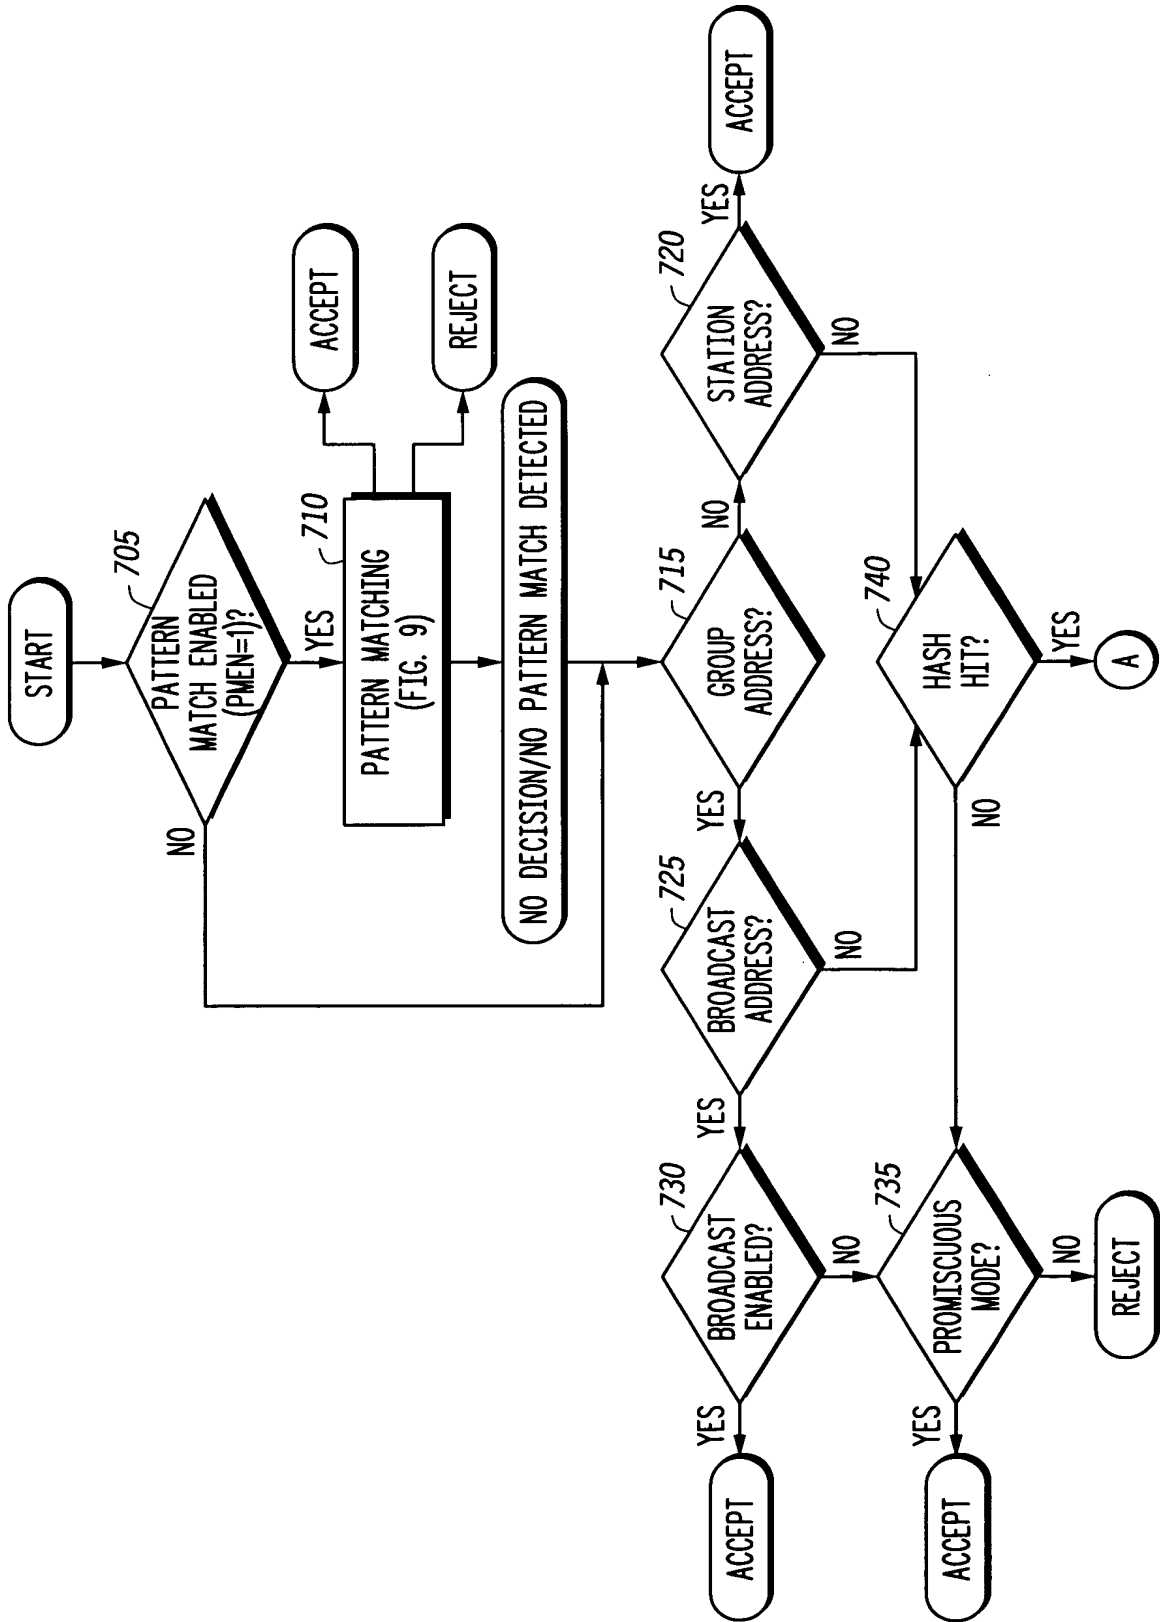 START
705
PATTERN
MATCH ENABLED
(PMEN=1)?
NO
YES
710
PATTERN MATCHING
(FIG. 9)
ACCEPT
REJECT
NO DECISION/NO PATTERN MATCH DETECTED
715
GROUP
ADDRESS?
YES
NO
720
STATION
ADDRESS?
YES
ACCEPT
NO
725
BROADCAST
ADDRESS?
YES
NO
730
BROADCAST
ENABLED?
YES
ACCEPT
NO
740
HASH
HIT?
NO
YES
A
735
PROMISCUOUS
MODE?
YES
ACCEPT
NO
REJECT